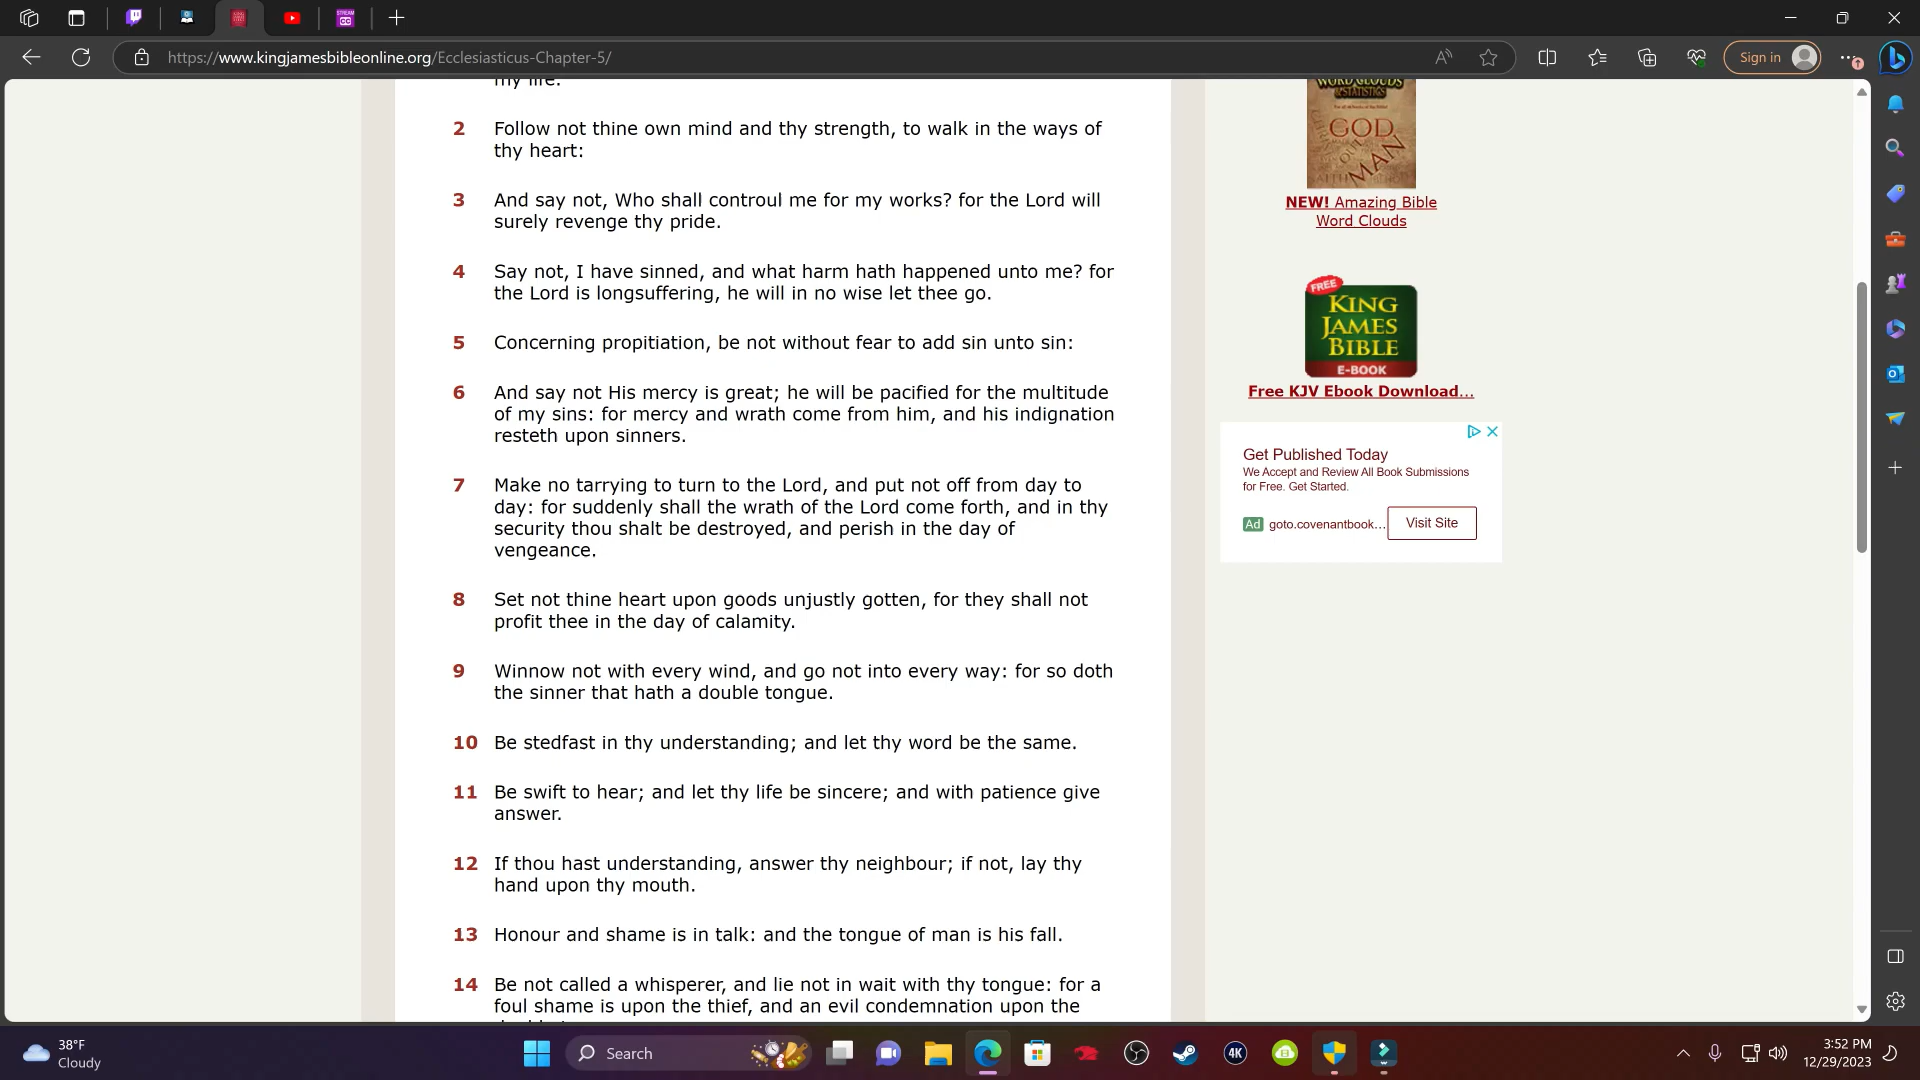 STREAM
CC
https://www.kingjamesbibleonline.org/Ecclesiasticus-Chapter-5/
Sign in
my life.
2 Follow not thine own mind and thy strength, to walk in the ways of
thy heart:
3 And say not, Who shall controul me for my works? for the Lord will
surely revenge thy pride.
4 Say not, I have sinned, and what harm hath happened unto me? for
the Lord is longsuffering, he will in no wise let thee go.
5 Concerning propitiation, be not without fear to add sin unto sin:
6 And say not His mercy is great; he will be pacified for the multitude
of my sins: for mercy and wrath come from him, and his indignation
resteth upon sinners.
7 Make no tarrying to turn to the Lord, and put not off from day to
day: for suddenly shall the wrath of the Lord come forth, and in thy
security thou shalt be destroyed, and perish in the day of
vengeance.
8 Set not thine heart upon goods unjustly gotten, for they shall not
profit thee in the day of calamity.
9 Winnow not with every wind, and go not into every way: for so doth
the sinner that hath a double tongue.
10 Be stedfast in thy understanding; and let thy word be the same.
11 Be swift to hear; and let thy life be sincere; and with patience give
answer.
12 If thou hast understanding, answer thy neighbour; if not, lay thy
hand upon thy mouth.
13 Honour and shame is in talk: and the tongue of man is his fall.
14 Be not called a whisperer, and lie not in wait with thy tongue: for a
foul shame is upon the thief, and an evil condemnation upon the
WORD CLOUDS
& STATISTICS
GOD
OUT
MAN
NEW! Amazing Bible
Word Clouds
FREE
KING
JAMES
BIBLE
E-BOOK
Free KJV Ebook Download...
Get Published Today
We Accept and Review All Book Submissions
for Free. Get Started.
Ad goto.covenantbook...
Visit Site
38°F
Cloudy
Search
4K
3:52 PM
12/29/2023